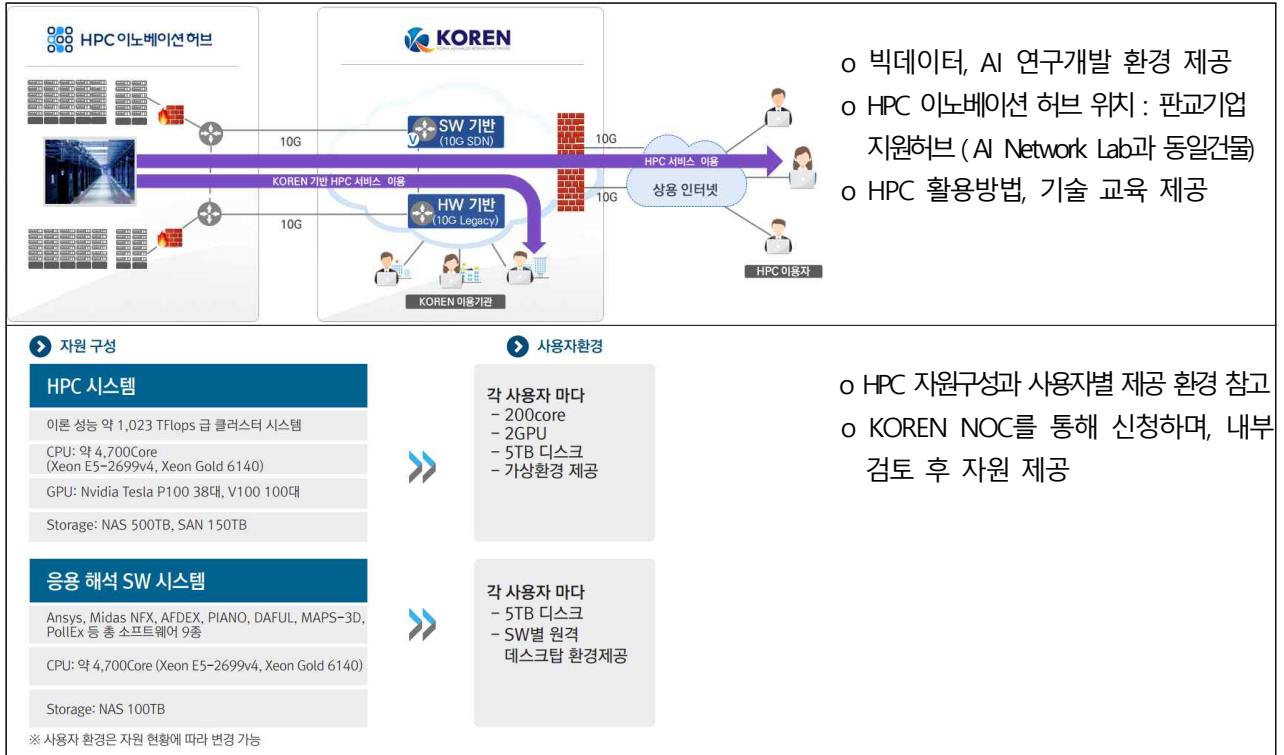 HPC 이노베이션 허브
KOREN
KOREA ADVANCED RESEARCH NETWORK
SW 기반
(10G SDN)
V
10G
10G
HPC 서비스 이용
KOREN 기반 HPC 서비스 이용
상용 인터넷
HW 기반
(10G Legacy)
10G
10G
HPC 이용자
KOREN 이용기관
o 빅데이터, AI 연구개발 환경 제공
o HPC 이노베이션 허브 위치 : 판교기업
지원허브 ( AI Network Lab과 동일건물)
o HPC 활용방법, 기술 교육 제공
자원 구성
HPC 시스템
이론 성능 약 1,023 TFlops 급 클러스터 시스템
CPU: 약 4,700Core
(Xeon E5-2699v4, Xeon Gold 6140)
GPU: Nvidia Tesla P100 38대, V100 100대
Storage: NAS 500TB, SAN 150TB
사용자환경
각 사용자 마다
- 200core
- 2GPU
- 5TB 디스크
- 가상환경 제공
응용 해석 SW 시스템
Ansys, Midas NFX, AFDEX, PIANO, DAFUL, MAPS-3D,
PollEx 등 총 소프트웨어 9종
CPU: 약 4,700Core (Xeon E5-2699v4, Xeon Gold 6140)
Storage: NAS 100TB
각 사용자 마다
- 5TB 디스크
- SW별 원격
데스크탑 환경제공
※ 사용자 환경은 자원 현황에 따라 변경 가능
o HPC 자원구성과 사용자별 제공 환경 참고
o KOREN NOC를 통해 신청하며, 내부
검토 후 자원 제공